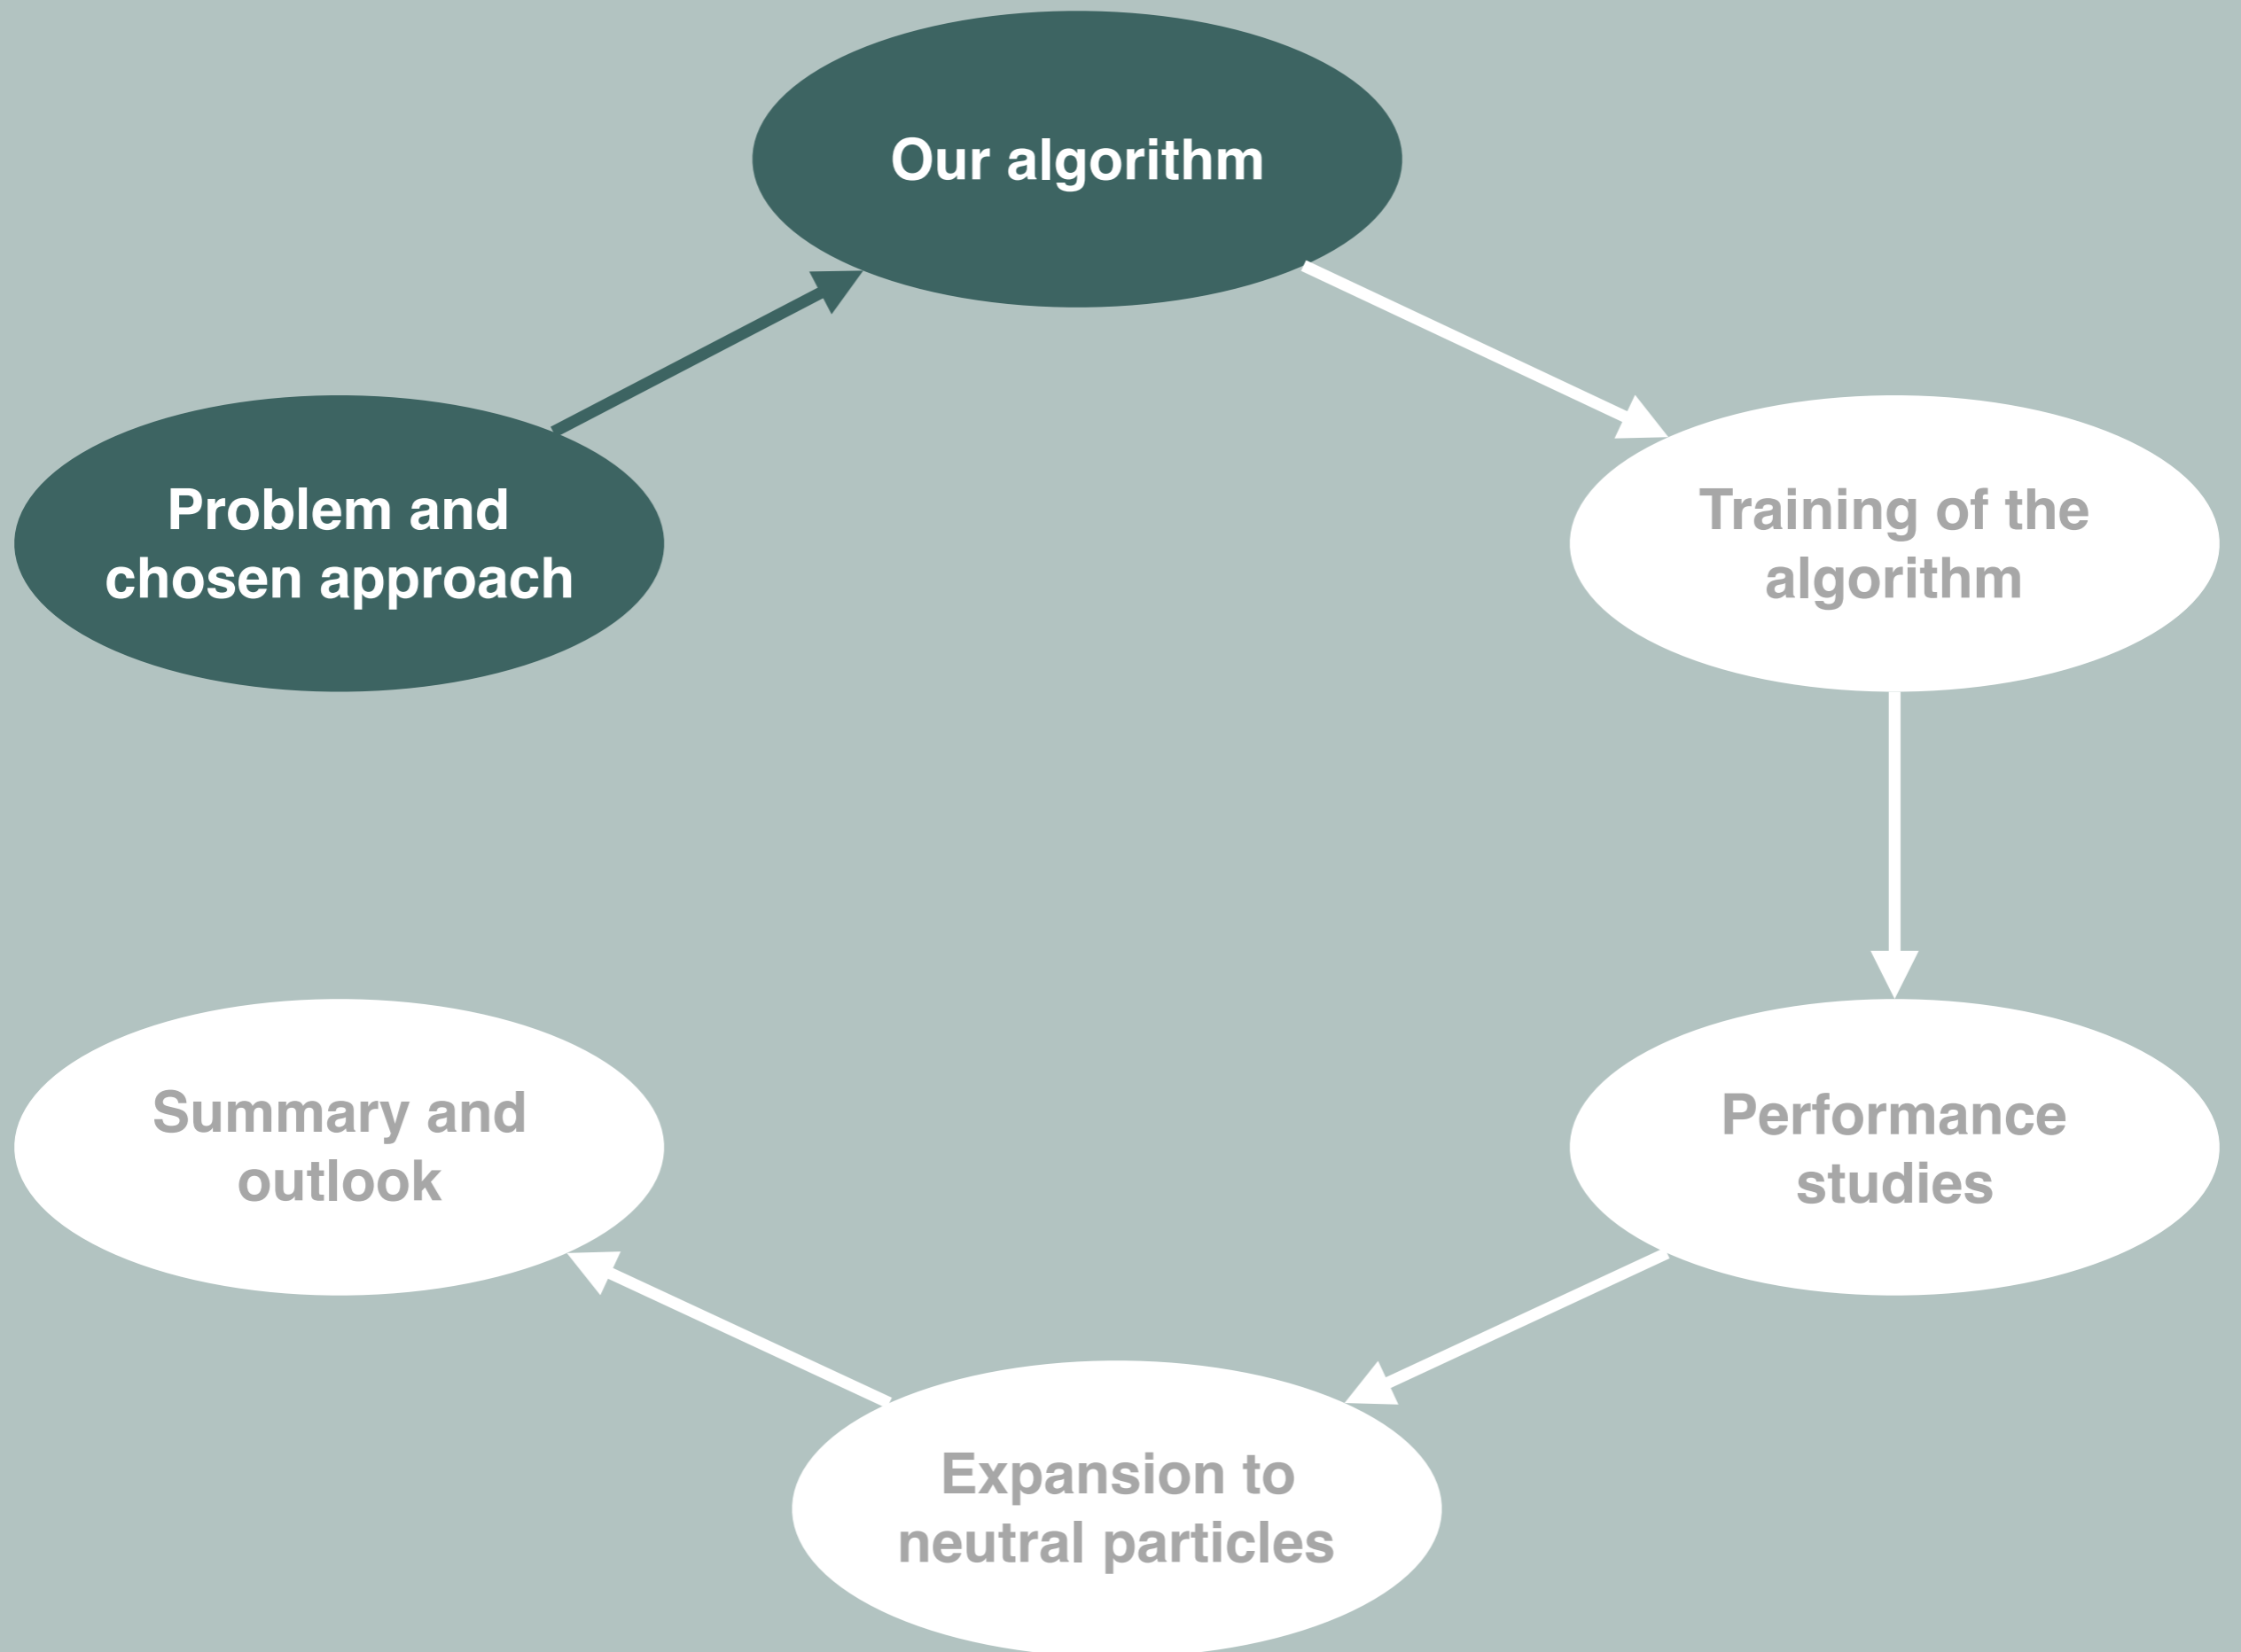 Our algorithm
Problem and
chosen approach
Training of the
algorithm
Performance
studies
Expansion to
neutral particles
Summary and
outlook